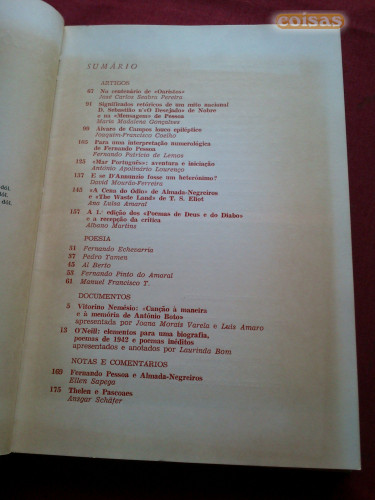 coisas
SUMÁRIO
ARTIGOS
67 No centenário de «Clarisse»
José Carlos Seabra Pereira
91 Significados retóricos de um mito nacional
D. Sebastião n'«O Desejado» de Nobre
e na «Mensagem» de Pessoa
Maria Madalena Gonçalves
99 Álvaro de Campos louco epiléptico
Joaquim-Francisco Coelho
105 Para uma interpretação numerológica
de Fernando Pessoa
Fernando Patrício de Lemos
125 «Mar Português»: aventura e iniciação
António Apolinário Lourenço
137 E se D'Annunzio fosse um heterónimo?
David Mourão-Ferreira
145 «A Cena do Ódio» de Almada-Negreiros
e «The Waste Land» de T. S. Eliot
Ana Luísa Amaral
157 A 1.ª edição dos «Poemas de Deus e do Diabo»
e a recepção da crítica
Albano Martins
POESIA
31 Fernando Echevarría
37 Pedro Tamen
45 Al Berto
53 Fernando Pinto do Amaral
61 Manuel Francisco T.
DOCUMENTOS
5 Vitorino Nemésio: «Canção à maneira
e à memória de António Boto»
apresentada por Joana Morais Varela e Luís Amaro
13 O'Neill: elementos para uma biografia,
poemas de 1942 e poemas inéditos
apresentados e anotados por Laurinda Bom
NOTAS E COMENTÁRIOS
169 Fernando Pessoa e Almada-Negreiros
Ellen Sapega
175 Thelen e Pascoaes
Ansgar Schäfer